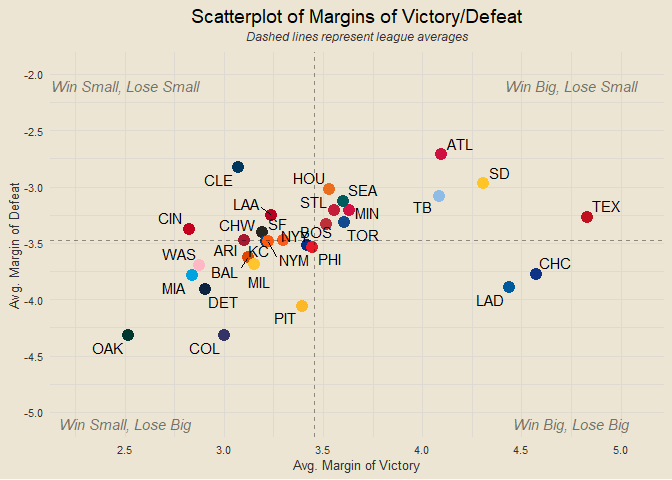 Scatterplot of Margins of Victory/Defeat
Dashed lines represent league averages
Win Small, Lose Small
Win Big, Lose Small
-2.0
-2.5
-3.0
-3.5
-4.0
-4.5
-5.0
Avg. Margin of Defeat
ATL
SD
CLE
HOU
SEA
TB
TEX
LAA
STL
MIN
CIN
CHW
SF
NYY
BOS
TOR
WAS
ARI
KC
NYM
PHI
CHC
BAL
MIA
MIL
DET
LAD
PIT
OAK
COL
Win Small, Lose Big
Win Big, Lose Big
2.5
3.0
3.5
4.0
4.5
5.0
Avg. Margin of Victory